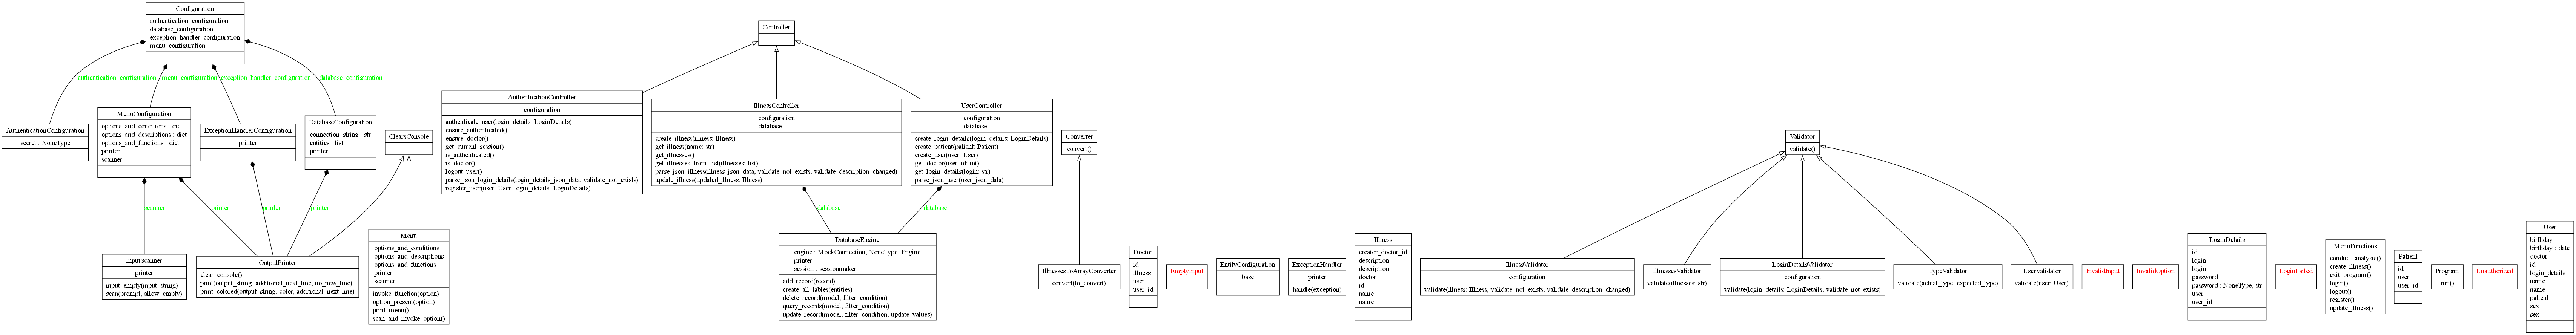 Configuration
authentication_configuration
database_configuration
exception_handler_configuration
menu_configuration
authentication_configuration
menu_configuration
exception_handler_configuration
database_configuration
AuthenticationConfiguration
secret : NoneType
MenuConfiguration
options_and_conditions : dict
options_and_descriptions : dict
options_and_functions : dict
printer
scanner
ExceptionHandlerConfiguration
printer
DatabaseConfiguration
connection_string : str
entities : list
printer
ClearsConsole
scanner
printer
printer
printer
InputScanner
printer
input_empty(input_string)
scan(prompt, allow_empty)
OutputPrinter
clear_console()
print(output_string, additional_next_line, no_new_line)
print_colored(output_string, color, additional_next_line)
Menu
options_and_conditions
options_and_descriptions
options_and_functions
printer
scanner
invoke_function(option)
option_present(option)
print_menu()
scan_and_invoke_option()
Controller
AuthenticationController
configuration
authenticate_user(login_details: LoginDetails)
ensure_authenticated()
ensure_doctor()
get_current_session()
is_authenticated()
is_doctor()
logout_user()
parse_json_login_details(login_details_json_data, validate_not_exists)
register_user(user: User, login_details: LoginDetails)
IllnessController
configuration
database
create_illness(illness: Illness)
get_illness(name: str)
get_illnesses()
get_illnesses_from_list(illnesses: list)
parse_json_illness(illness_json_data, validate_not_exists, validate_description_changed)
update_illness(updated_illness: Illness)
UserController
configuration
database
create_login_details(login_details: LoginDetails)
create_patient(patient: Patient)
create_user(user: User)
get_doctor(user_id: int)
get_login_details(login: str)
parse_json_user(user_json_data)
database
database
DatabaseEngine
engine : MockConnection, NoneType, Engine
printer
session : sessionmaker
add_record(record)
create_all_tables(entities)
delete_record(model, filter_condition)
query_records(model, filter_condition)
update_record(model, filter_condition, update_values)
Converter
convert()
IllnessesToArrayConverter
convert(to_convert)
Doctor
id
illness
user
user_id
EmptyInput
EntityConfiguration
base
ExceptionHandler
printer
handle(exception)
Illness
creator_doctor_id
description
description
doctor
id
name
name
Validator
validate()
IllnessValidator
configuration
validate(illness: Illness, validate_not_exists, validate_description_changed)
IllnessesValidator
validate(illnesses: str)
LoginDetailsValidator
configuration
validate(login_details: LoginDetails, validate_not_exists)
TypeValidator
validate(actual_type, expected_type)
UserValidator
validate(user: User)
InvalidInput
InvalidOption
LoginDetails
id
login
login
password
password : NoneType, str
user
user_id
LoginFailed
MenuFunctions
conduct_analysis()
create_illness()
exit_program()
login()
logout()
register()
update_illness()
Patient
id
user
user_id
Program
run()
Unauthorized
User
birthday
birthday : date
doctor
id
login_details
name
name
patient
sex
sex